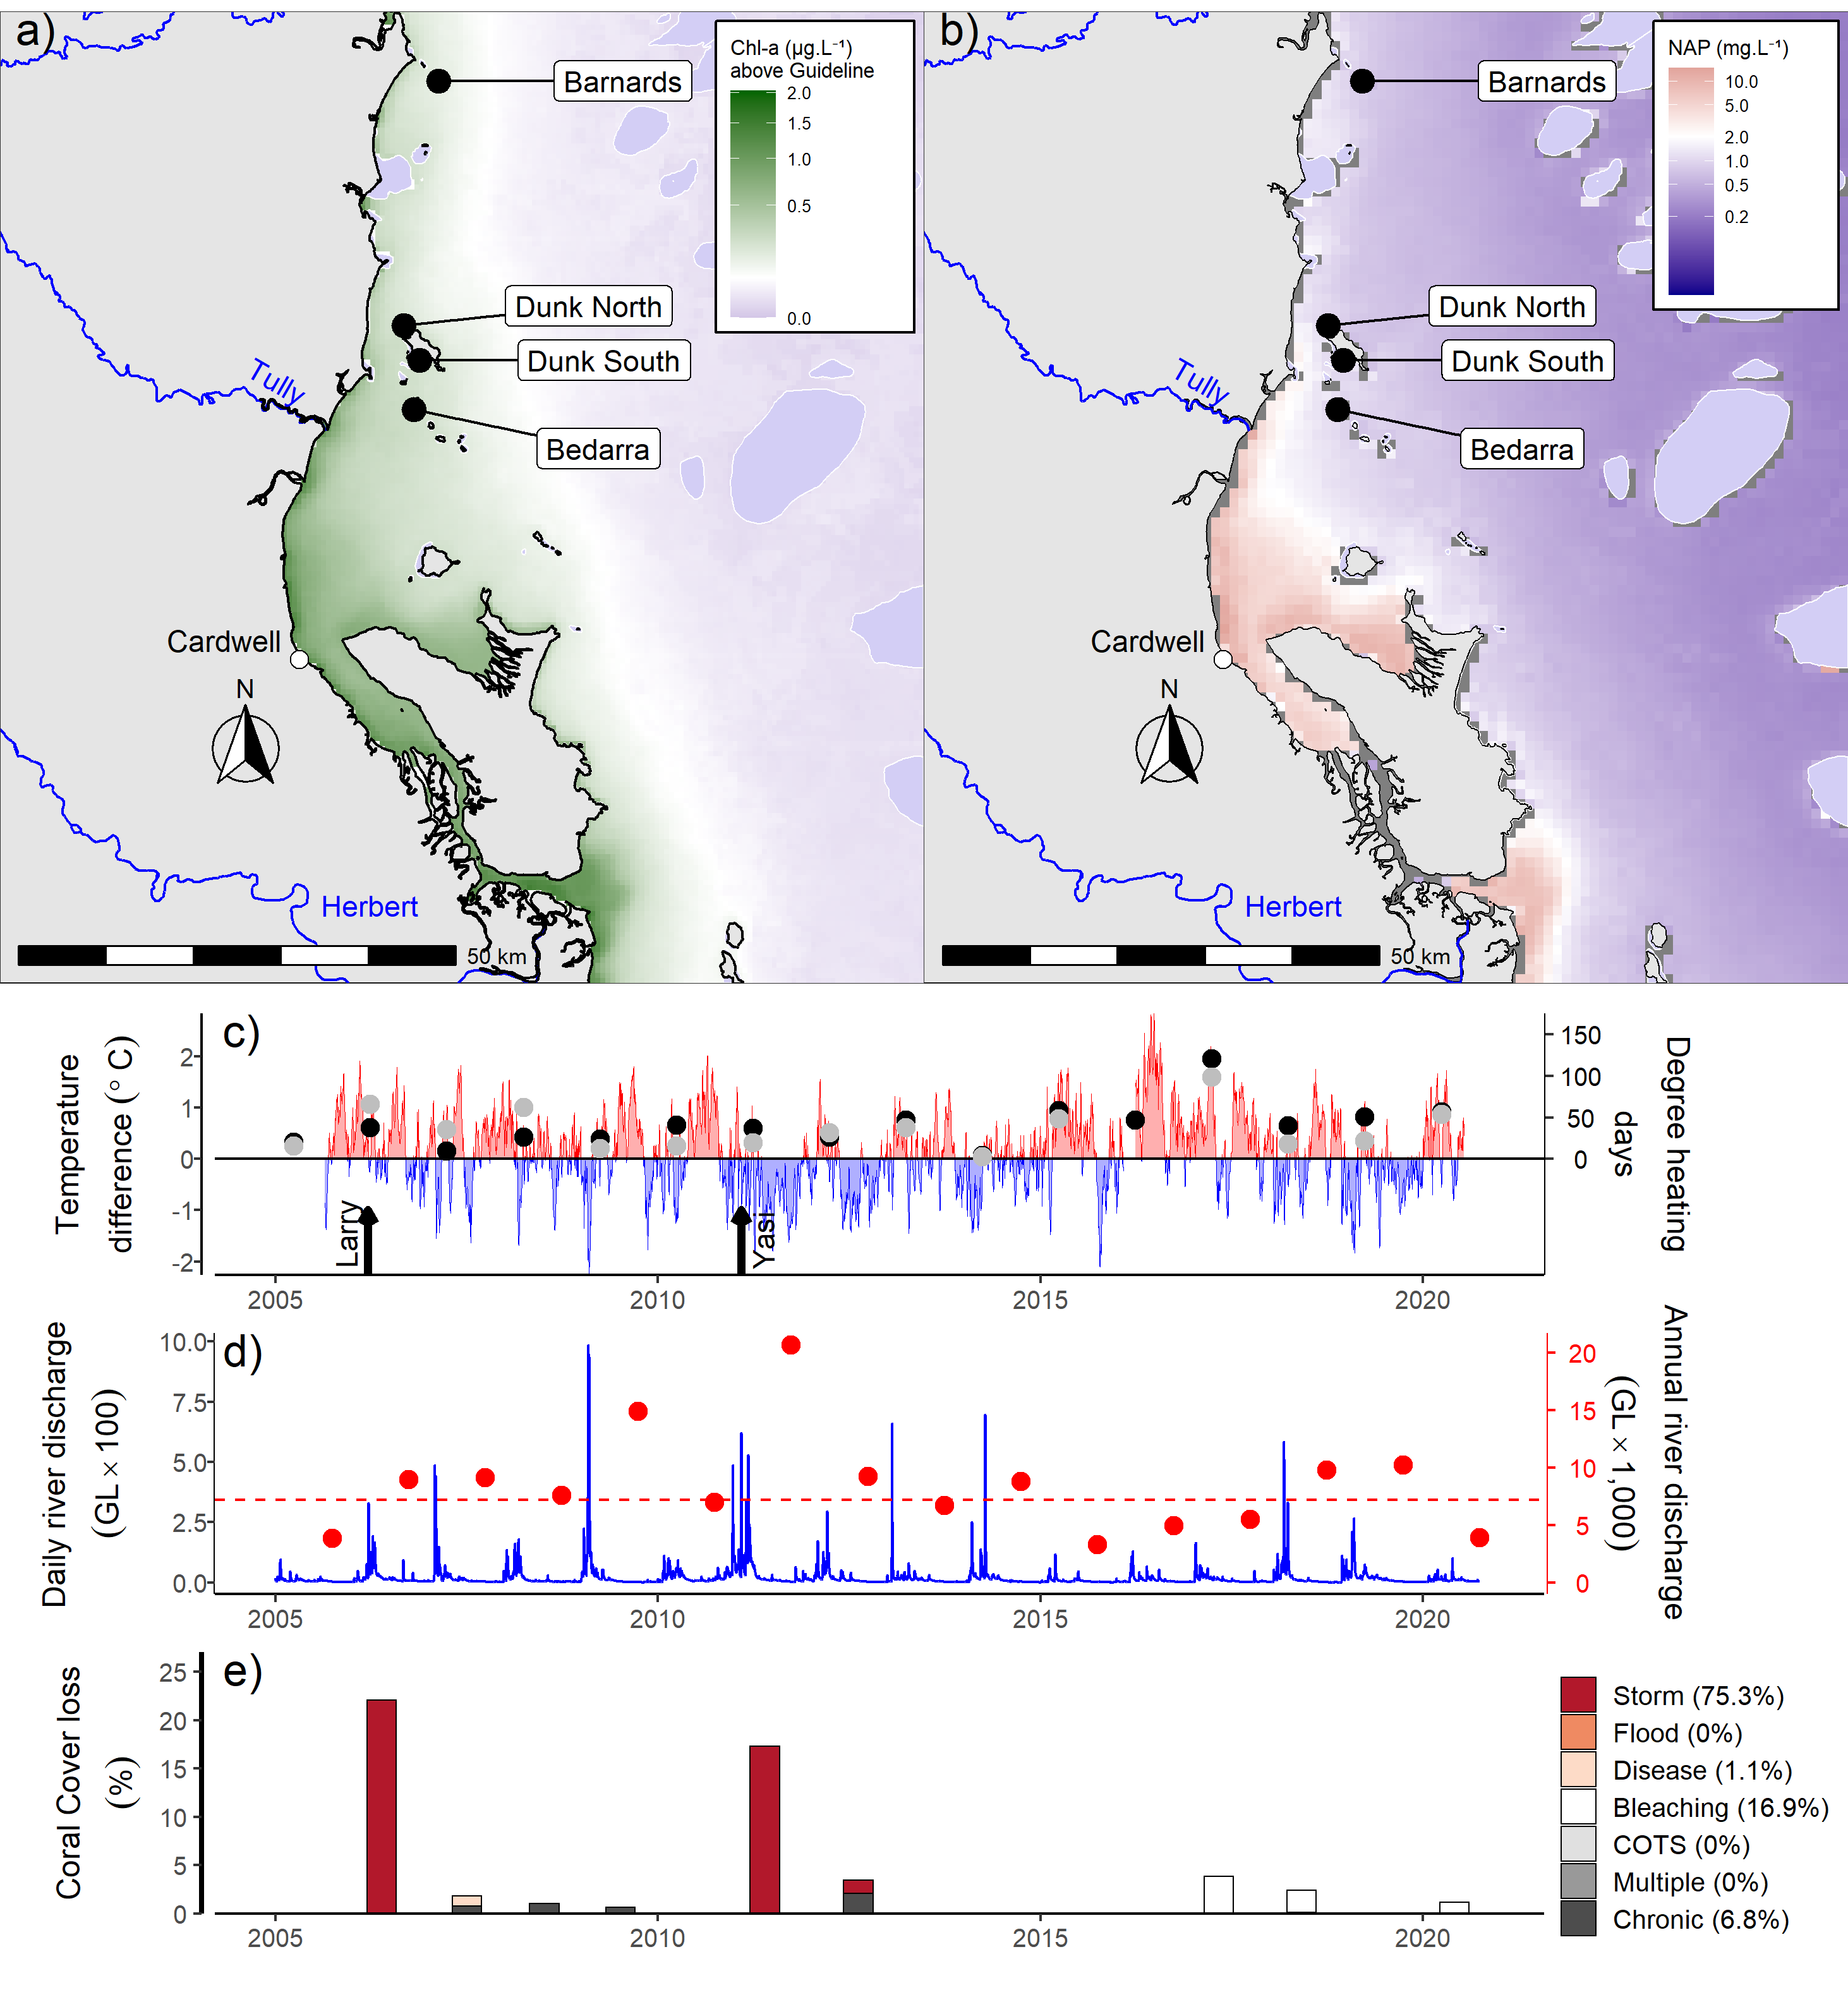 a)
Chl-a (µg.L⁻¹)
above Guideline
2.0
1.5
1.0
0.5
0.0
Barnards
Dunk North
Dunk South
Bedarra
Tully
Cardwell
N
Herbert
50 km
b)
NAP (mg.L⁻¹)
10.0
5.0
2.0
1.0
0.5
0.2
Barnards
Dunk North
Dunk South
Bedarra
Tully
Cardwell
N
Herbert
50 km
c)
Temperature
difference (° C)
2
1
0
-1
-2
Larry
Yasi
150
100
50
0
Degree heating
days
2005
2010
2015
2020
d)
Daily river discharge
(GL × 100)
10.0
7.5
5.0
2.5
0.0
20
15
10
5
0
Annual river discharge
(GL × 1,000)
2005
2010
2015
2020
e)
Coral Cover loss
(%)
25
20
15
10
5
0
2005
2010
2015
2020
Storm (75.3%)
Flood (0%)
Disease (1.1%)
Bleaching (16.9%)
COTS (0%)
Multiple (0%)
Chronic (6.8%)